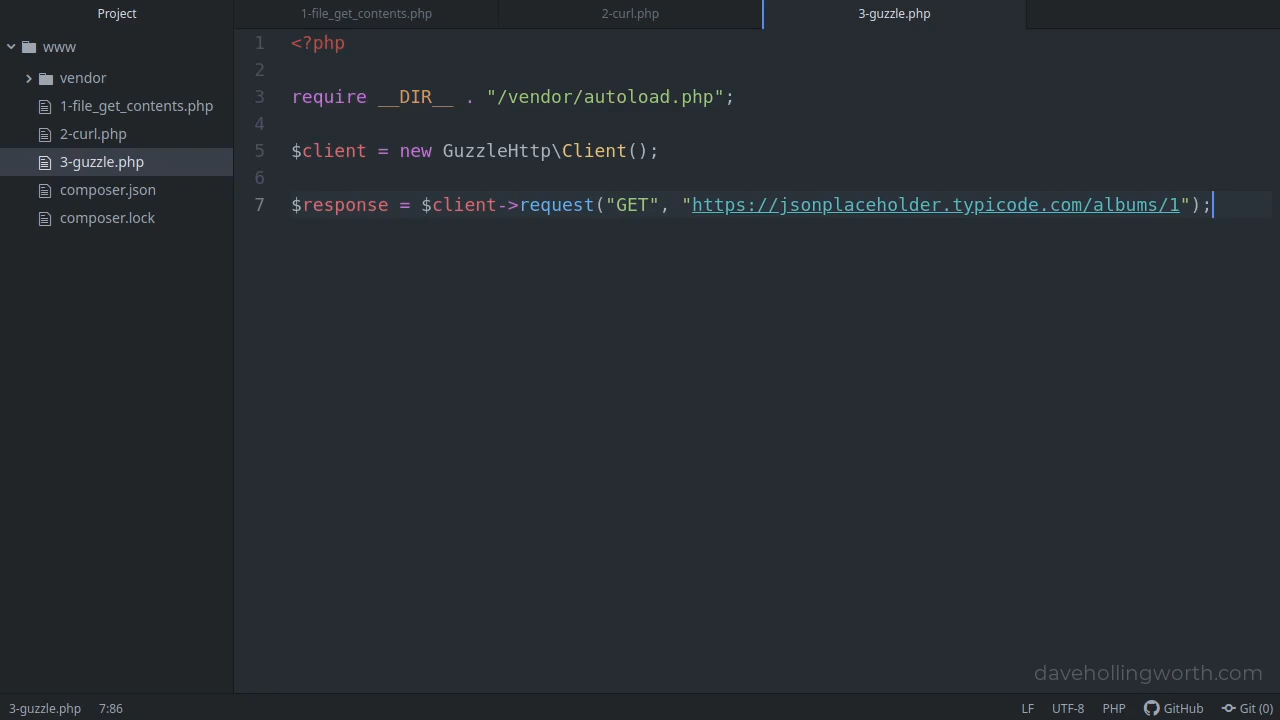 Project
1-file_get_contents.php
2-curl.php
3-guzzle.php
www
vendor
1-file_get_contents.php
2-curl.php
3-guzzle.php
composer.json
composer.lock
1 <?php
2
3 require __DIR__ . "/vendor/autoload.php";
4
5 $client = new GuzzleHttp\Client();
6
7 $response = $client->request("GET", "https://jsonplaceholder.typicode.com/albums/1");
davehollingworth.com
3-guzzle.php 7:86 LF UTF-8 PHP GitHub Git (0)